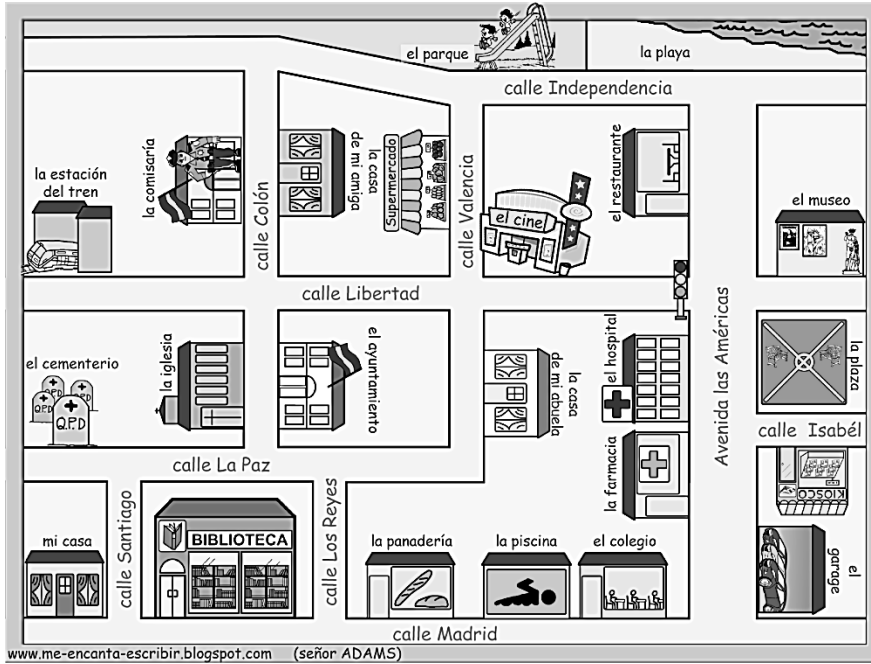 el parque
la playa
calle Independencia
la estación
del tren
la comisaría
calle Colón
la casa
de mi amiga
Supermercado
calle Valencia
el cine
el restaurante
el museo
calle Libertad
el cementerio
Q.P.D
Q.P.D
Q.P.D
la iglesia
el ayuntamiento
la casa
de mi abuela
el hospital
Avenida las Américas
la plaza
calle Isabél
calle La Paz
la farmacia
KIOSCO
mi casa
calle Santiago
BIBLIOTECA
calle Los Reyes
la panadería
la piscina
el colegio
el
garage
calle Madrid
www.me-encanta-escribir.blogspot.com (señor ADAMS)